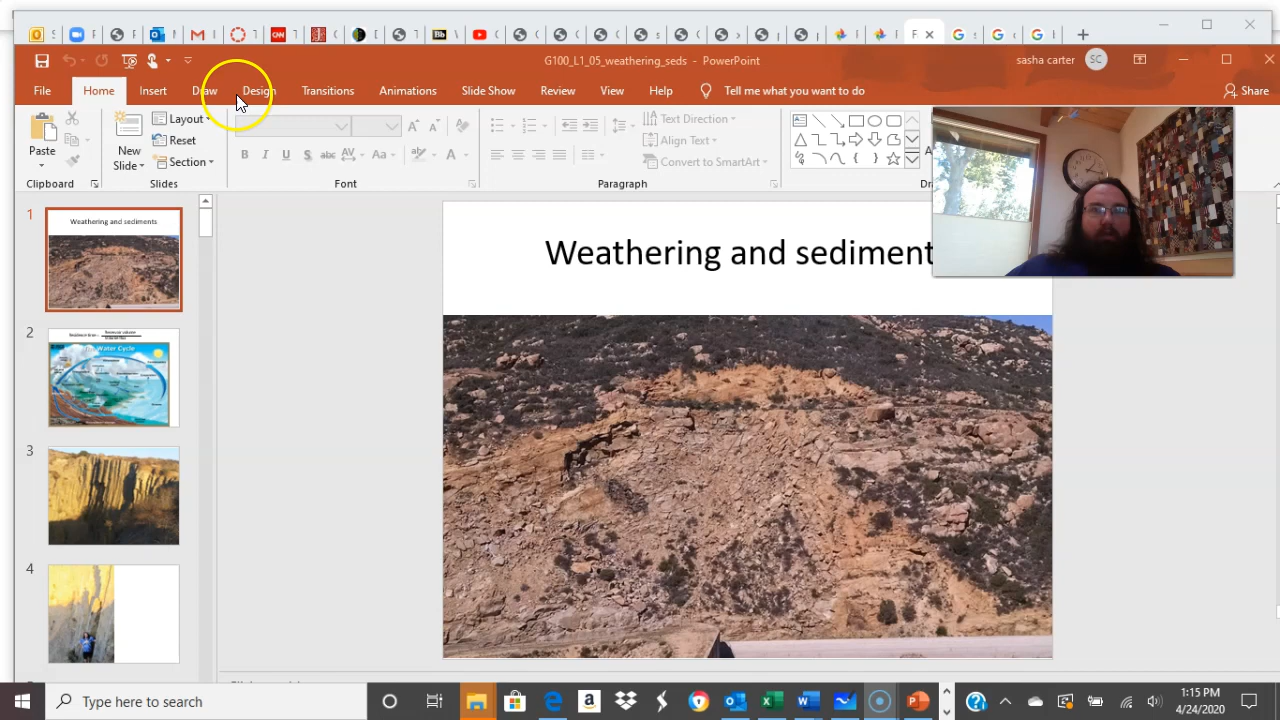 G100_L1_05_weathering_seds - PowerPoint
sasha carter
SC
File Home Insert Draw Design Transitions Animations Slide Show Review View Help Tell me what you want to do Share
Paste
Clipboard
New
Slide
Layout
Reset
Section
Slides
Font
Text Direction
Align Text
Convert to SmartArt
Paragraph
1
Weathering and sediments
2
The Water Cycle
3
4
Weathering and sediment
Type here to search
1:15 PM
4/24/2020